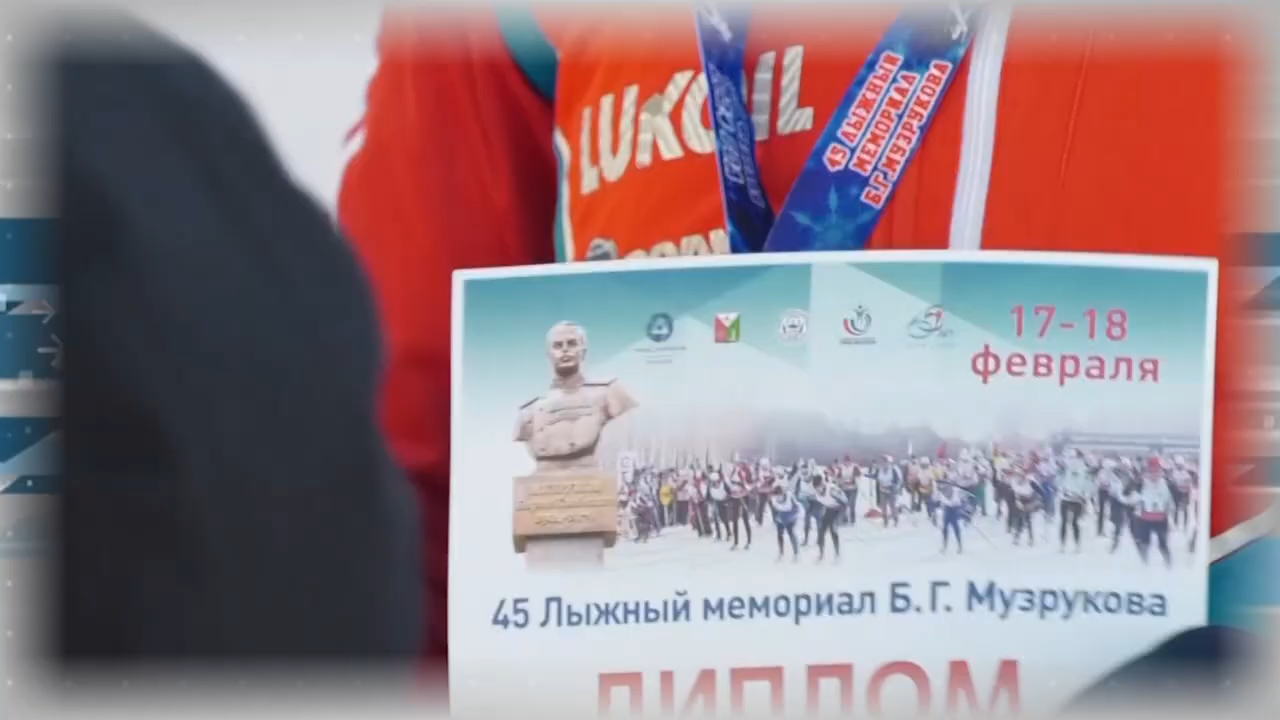 LUKOIL
45 ЛЫЖНЫЙ
МЕМОРИАЛ
Б.Г.МУЗРУКОВА
17-18
февраля
45 Лыжный мемориал Б.Г. Музрукова
ДИПЛОМ